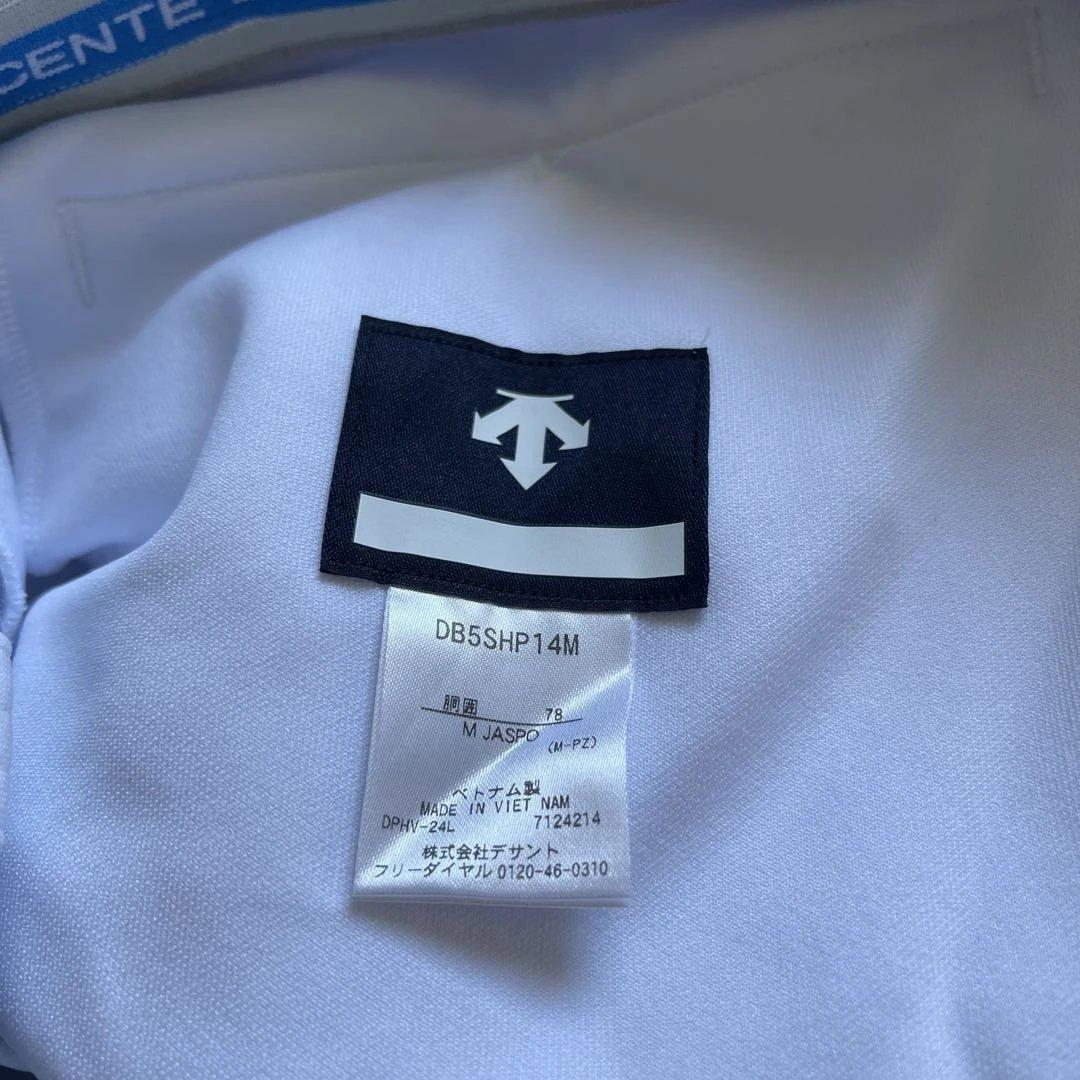 CENTE
DB5SHP14M
胴囲 78
M JASPO (M-PZ)
ベトナム製
MADE IN VIET NAM
DPHV-24L 7124214
株式会社デサント
フリーダイヤル 0120-46-0310